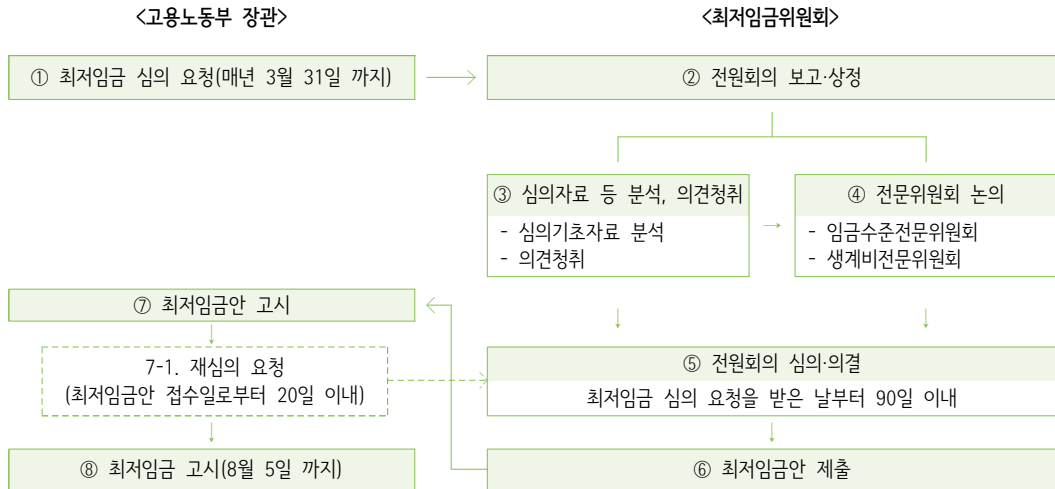 <고용노동부 장관>
<최저임금위원회>
① 최저임금 심의 요청(매년 3월 31일 까지)
② 전원회의 보고·상정
③ 심의자료 등 분석, 의견청취
- 심의기초자료 분석
- 의견청취
④ 전문위원회 논의
- 임금수준전문위원회
- 생계비전문위원회
⑤ 전원회의 심의·의결
최저임금 심의 요청을 받은 날부터 90일 이내
⑥ 최저임금안 제출
⑦ 최저임금안 고시
7-1. 재심의 요청
(최저임금안 접수일로부터 20일 이내)
⑧ 최저임금 고시(8월 5일 까지)